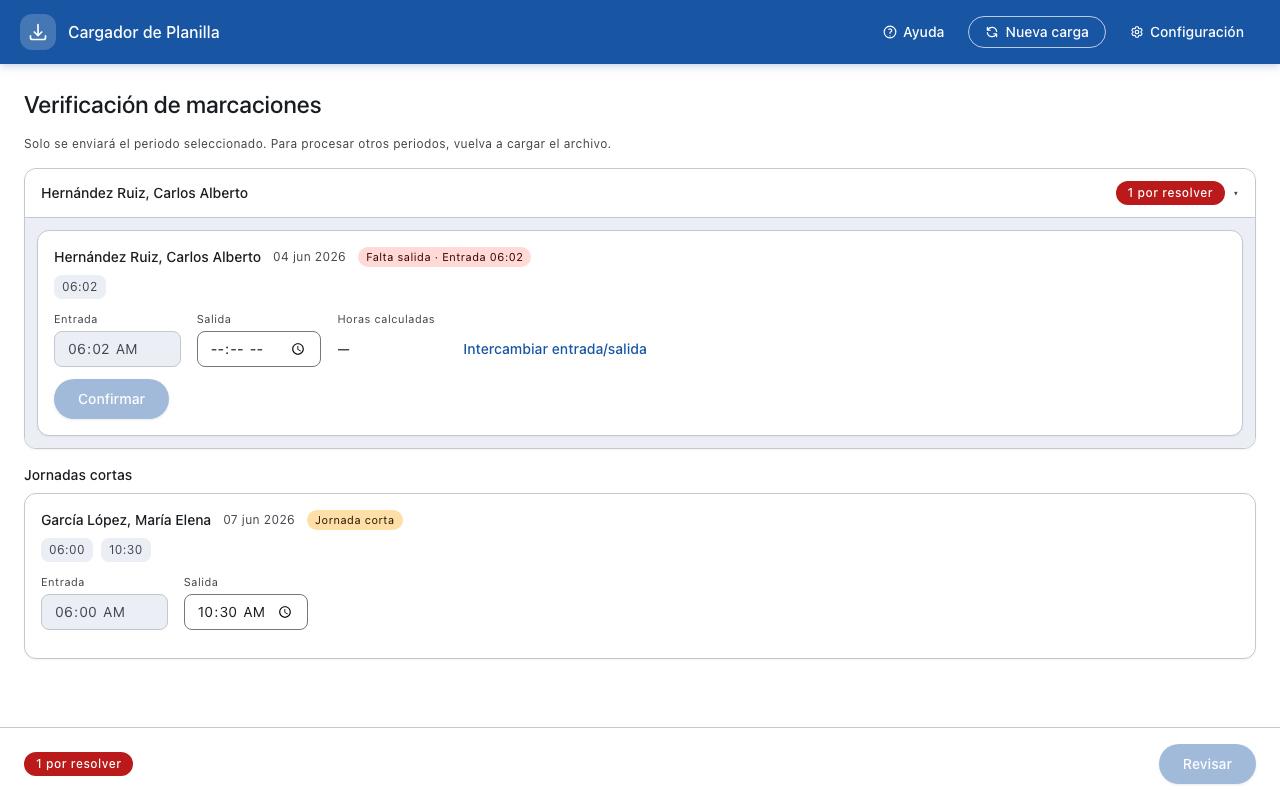 Cargador de Planilla
Ayuda
Nueva carga
Configuración
Verificación de marcaciones
Solo se enviará el periodo seleccionado. Para procesar otros periodos, vuelva a cargar el archivo.
Hernández Ruiz, Carlos Alberto
1 por resolver
Hernández Ruiz, Carlos Alberto 04 jun 2026 Falta salida · Entrada 06:02
06:02
Entrada Salida Horas calculadas
06:02 AM --:-- -- — Intercambiar entrada/salida
Confirmar
Jornadas cortas
García López, María Elena 07 jun 2026 Jornada corta
06:00 10:30
Entrada Salida
06:00 AM 10:30 AM
1 por resolver
Revisar